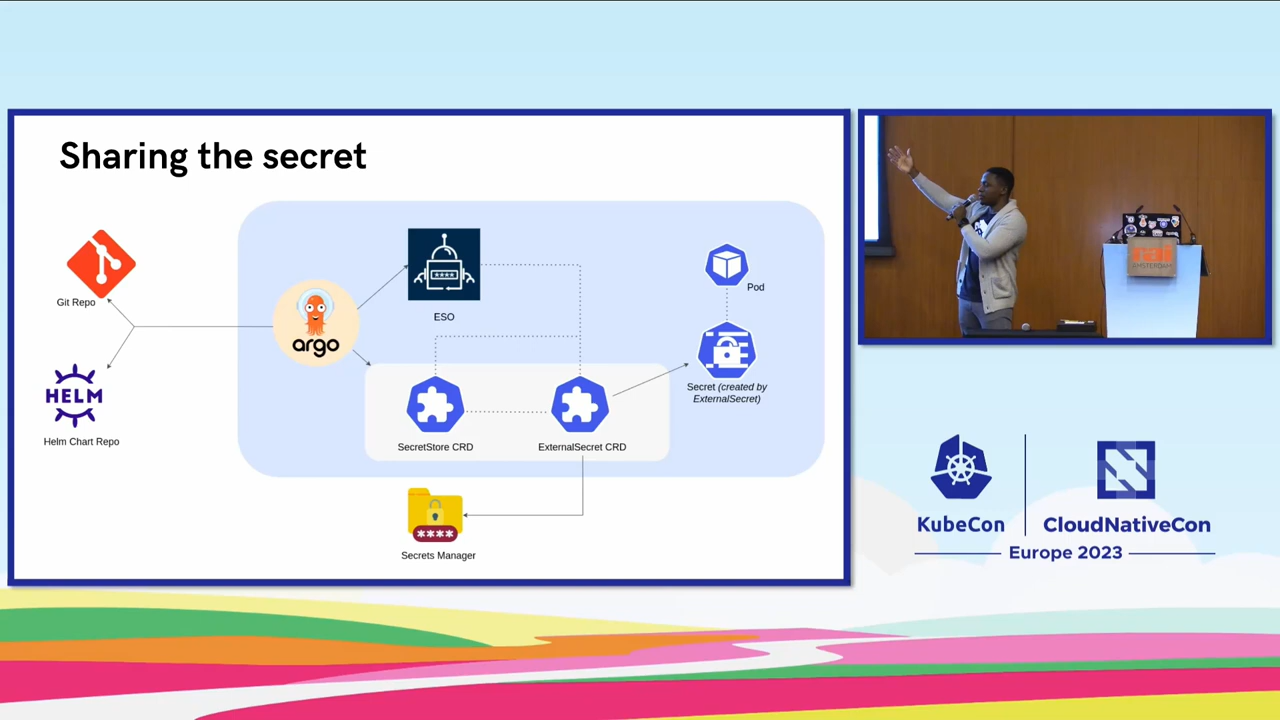 Sharing the secret
Git Repo
HELM
Helm Chart Repo
argo
****
ESO
SecretStore CRD
ExternalSecret CRD
Pod
Secret (created by
ExternalSecret)
****
Secrets Manager
AMSTERDAM
KubeCon
CloudNativeCon
Europe 2023